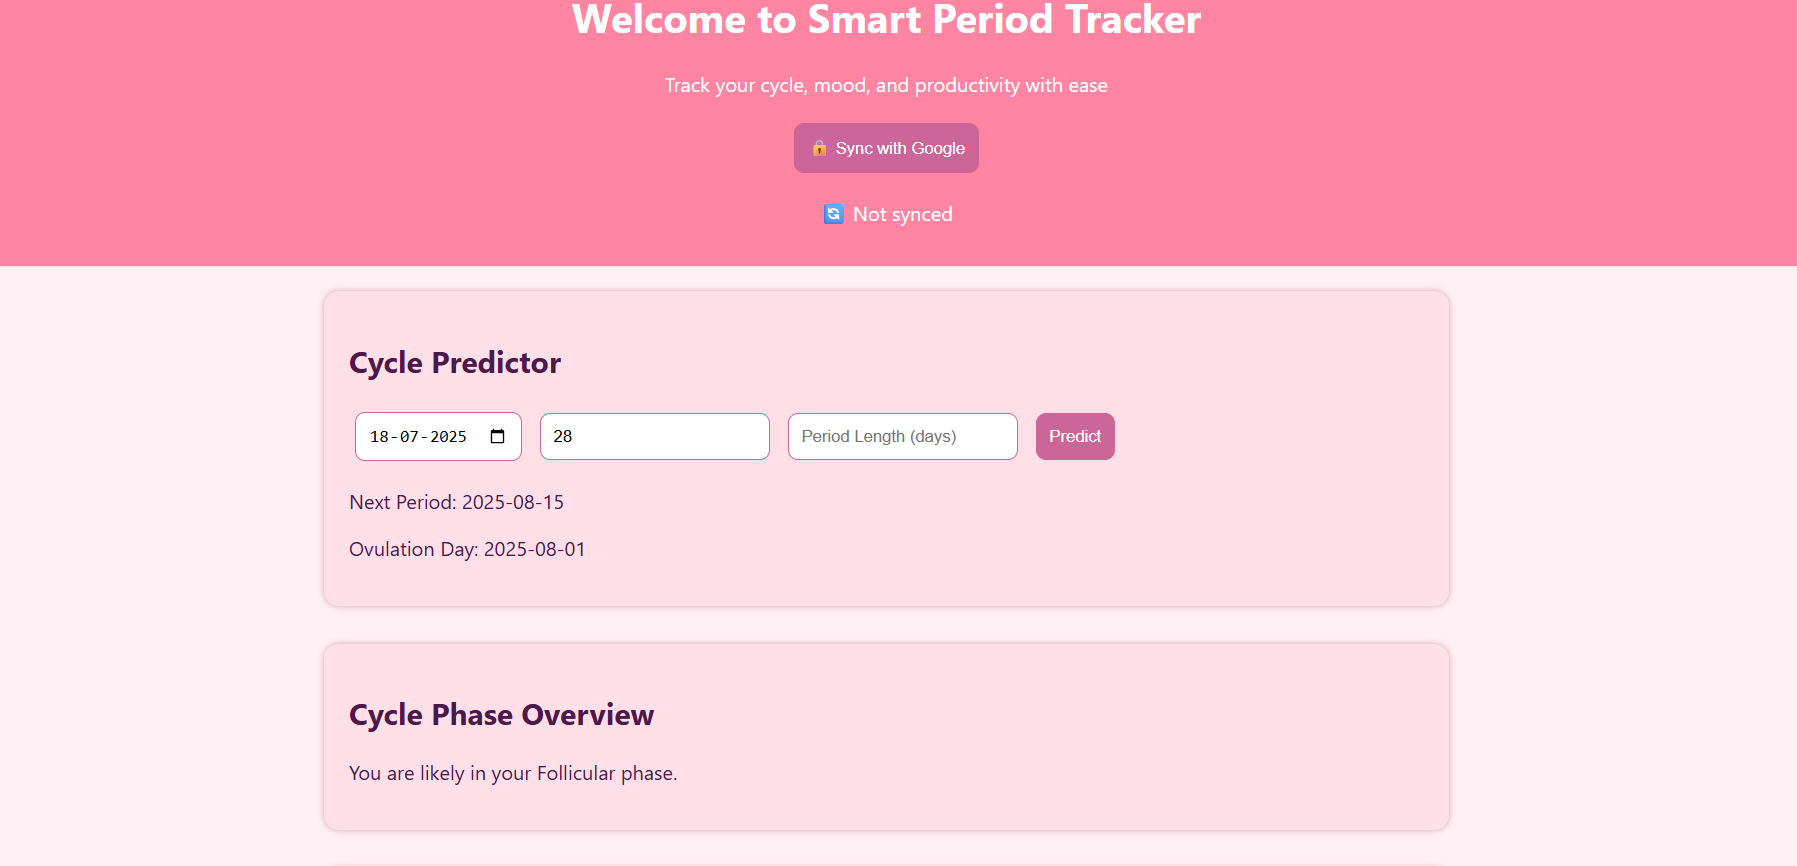 Welcome to Smart Period Tracker
Track your cycle, mood, and productivity with ease
🔒 Sync with Google
🔄 Not synced
Cycle Predictor
18-07-2025 28 Period Length (days) Predict
Next Period: 2025-08-15
Ovulation Day: 2025-08-01
Cycle Phase Overview
You are likely in your Follicular phase.